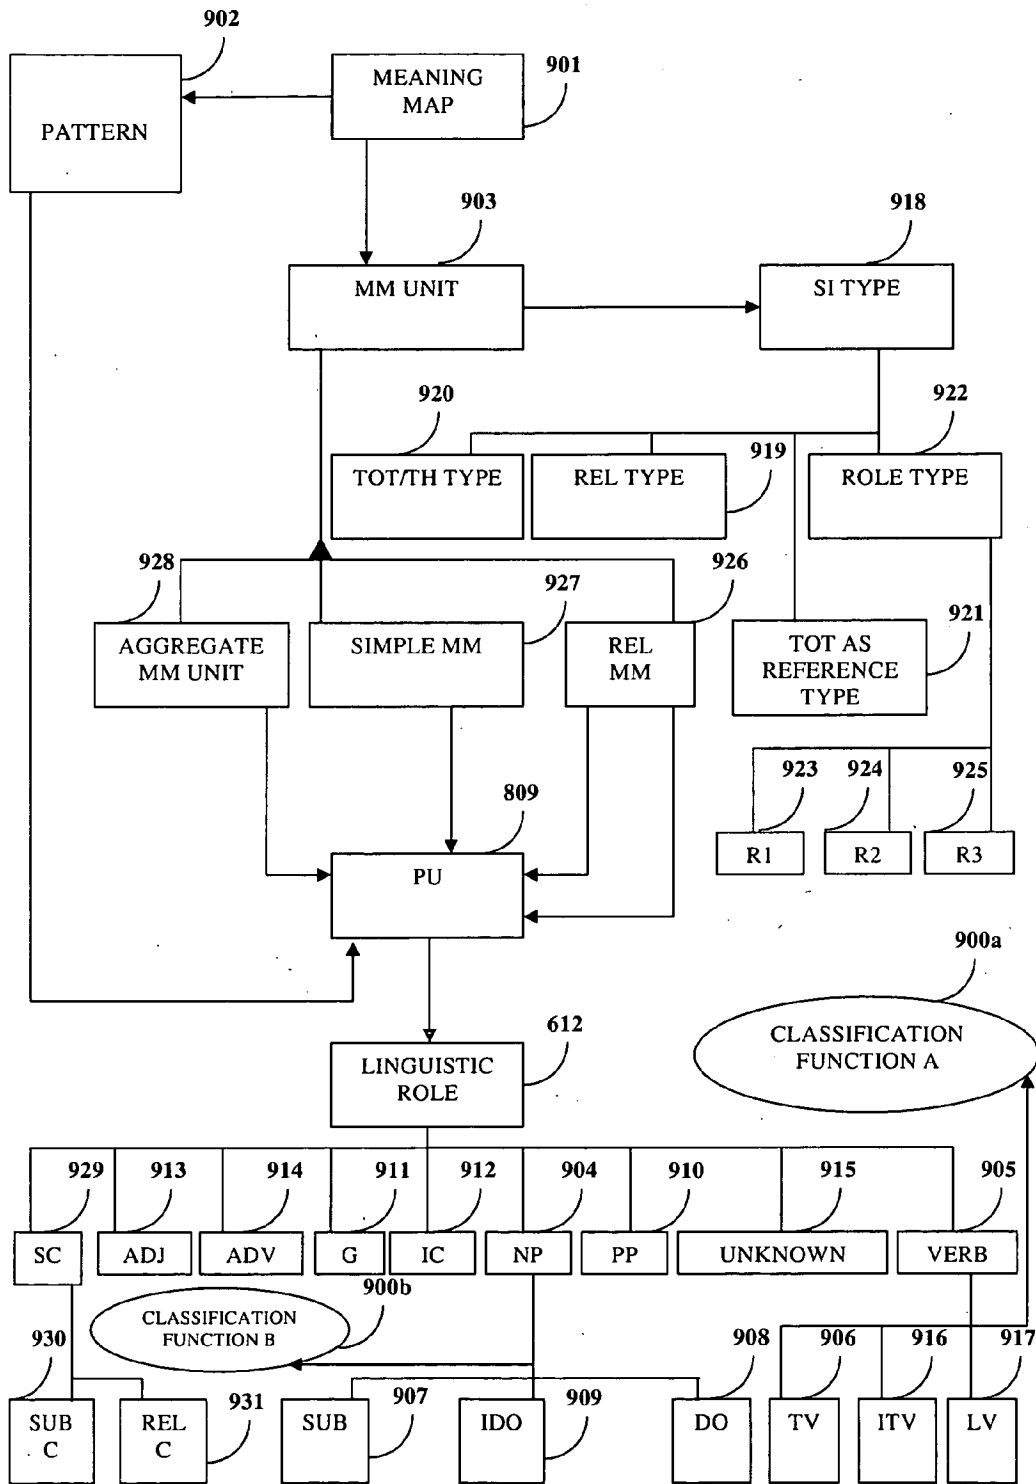 902
MEANING
MAP
901
PATTERN
903
918
MM UNIT
SI TYPE
920
922
TOT/TH TYPE
REL TYPE
919
ROLE TYPE
928
927
926
AGGREGATE
MM UNIT
SIMPLE MM
REL
MM
921
TOT AS
REFERENCE
TYPE
923
924
925
809
R1
R2
R3
PU
900a
612
CLASSIFICATION
FUNCTION A
LINGUISTIC
ROLE
929
913
914
911
912
904
910
915
905
SC
ADJ
ADV
G
IC
NP
PP
UNKNOWN
VERB
900b
CLASSIFICATION
FUNCTION B
930
908
906
916
917
SUB
C
REL
C
931
SUB
907
IDO
909
DO
TV
ITV
LV